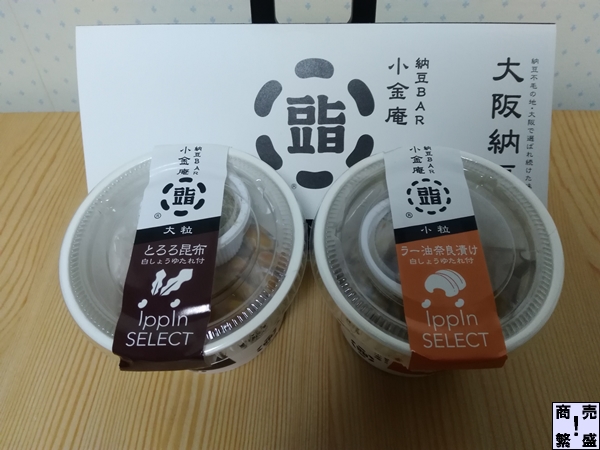 納豆BAR
小金庵
大阪納豆
納豆不毛の地・大阪で選ばれ続けた
納豆BAR
小金庵
®
大粒
とろろ昆布
白しょうゆたれ付
IppIn
SELECT
納豆BAR
小金庵
®
小粒
ラー油奈良漬け
白しょうゆたれ付
IppIn
SELECT
商売
繁盛
!